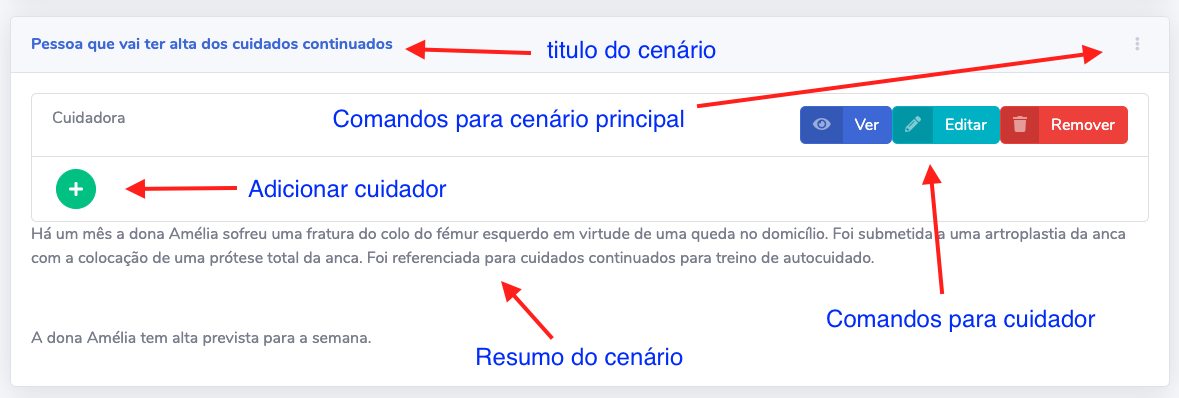 Pessoa que vai ter alta dos cuidados continuados
titulo do cenário
Cuidadora
Comandos para cenário principal
Ver
Editar
Remover
Adicionar cuidador
Há um mês a dona Amélia sofreu uma fratura do colo do fémur esquerdo em virtude de uma queda no domicílio. Foi submetida a uma artroplastia da anca
com a colocação de uma prótese total da anca. Foi referenciada para cuidados continuados para treino de autocuidado.
Comandos para cuidador
A dona Amélia tem alta prevista para a semana.
Resumo do cenário